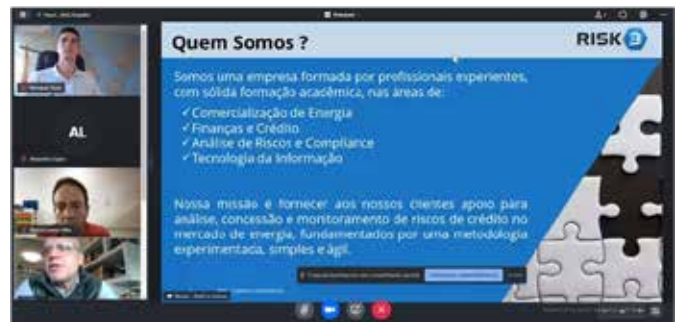 Quem Somos ?
RISK 3
Somos uma empresa formada por profissionais experientes,
com sólida formação acadêmica, nas áreas de:
✓Comercialização de Energia
✓Finanças e Crédito
✓Análise de Riscos e Compliance
✓Tecnologia da Informação
Nossa missão é fornecer aos nossos clientes apoio para
análise, concessão e monitoramento de riscos de crédito no
mercado de energia, fundamentados por uma metodologia
experimentada, simples e ágil.
AL